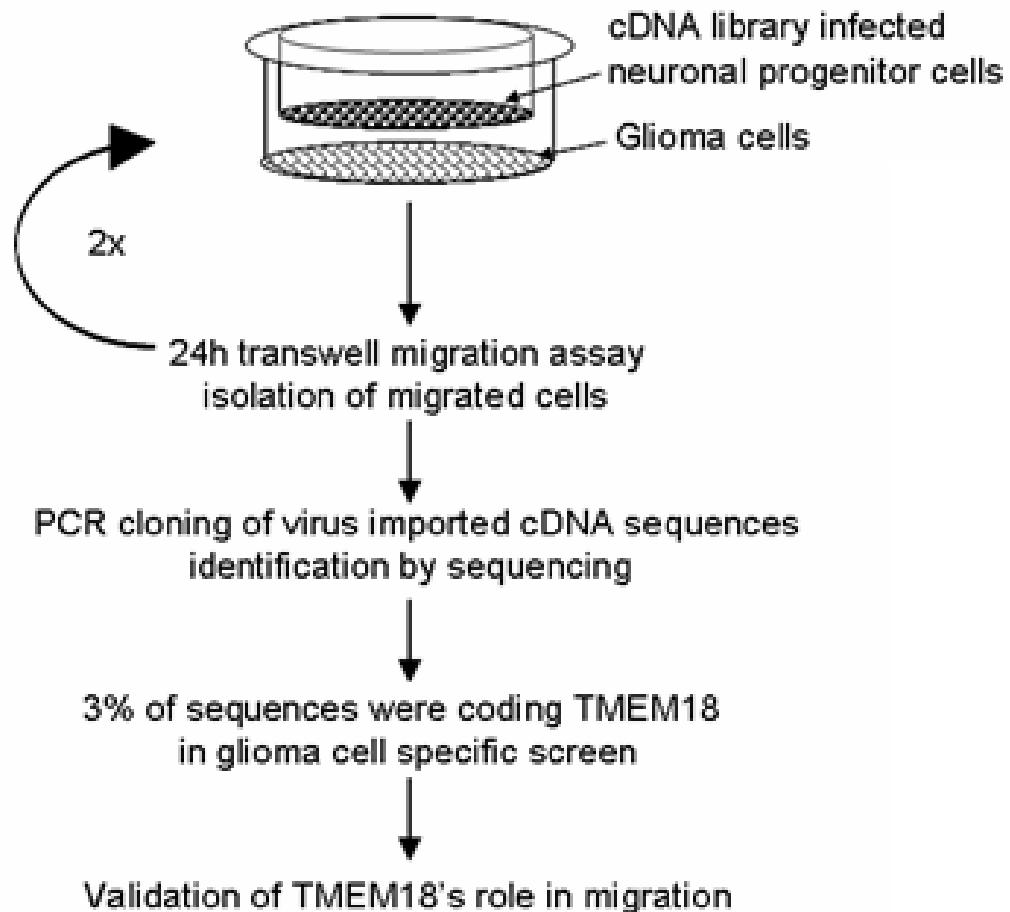 cDNA library infected
neuronal progenitor cells
Glioma cells
2x
24h transwell migration assay
isolation of migrated cells
PCR cloning of virus imported cDNA sequences
identification by sequencing
3% of sequences were coding TMEM18
in glioma cell specific screen
Validation of TMEM18's role in migration